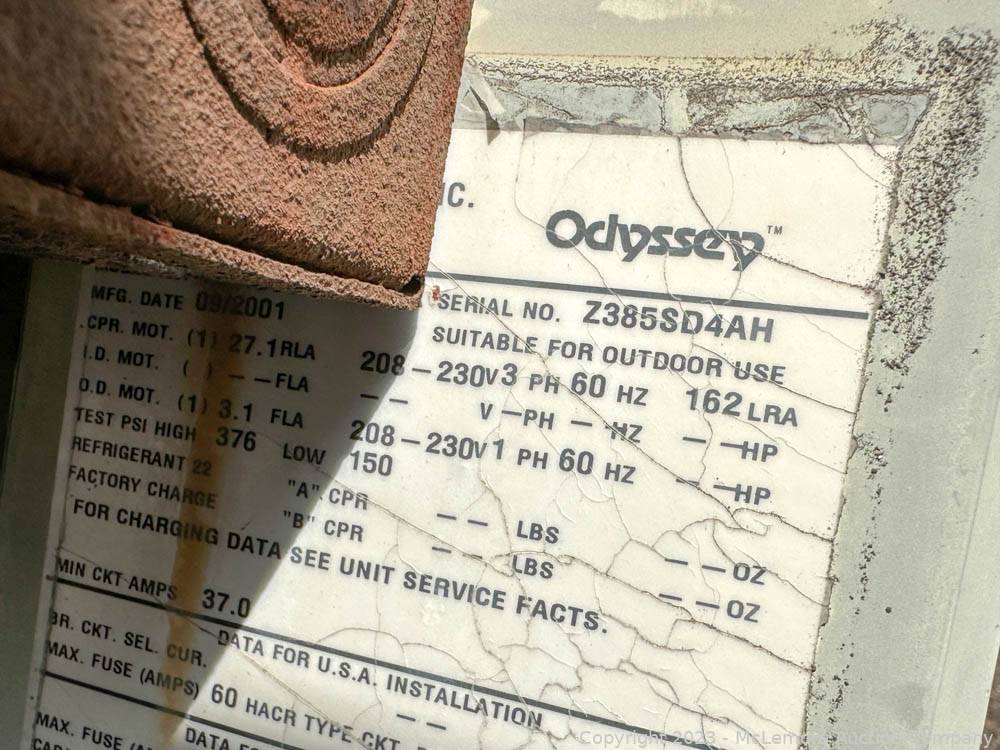 IC.
Odyssey™
MFG. DATE 09/2001 SERIAL NO. Z385SD4AH
SUITABLE FOR OUTDOOR USE
CPR. MOT. (1) 27.1 RLA 208–230V 3 PH 60 HZ 162 LRA
I.D. MOT. ( ) – – FLA – – V – PH – HZ – – HP
O.D. MOT. (1) 3.1 FLA 208–230V 1 PH 60 HZ – – HP
TEST PSI HIGH 376 LOW 150
REFRIGERANT 22
FACTORY CHARGE "A" CPR – – LBS – – OZ
"B" CPR – LBS – – OZ
FOR CHARGING DATA SEE UNIT SERVICE FACTS.
MIN CKT AMPS 37.0
DATA FOR U.S.A. INSTALLATION
BR. CKT. SEL. CUR. – –
MAX. FUSE (AMPS) 60 HACR TYPE CKT.
DATA
MAX. FUSE
Copyright 2023 - McLemore Auction Company